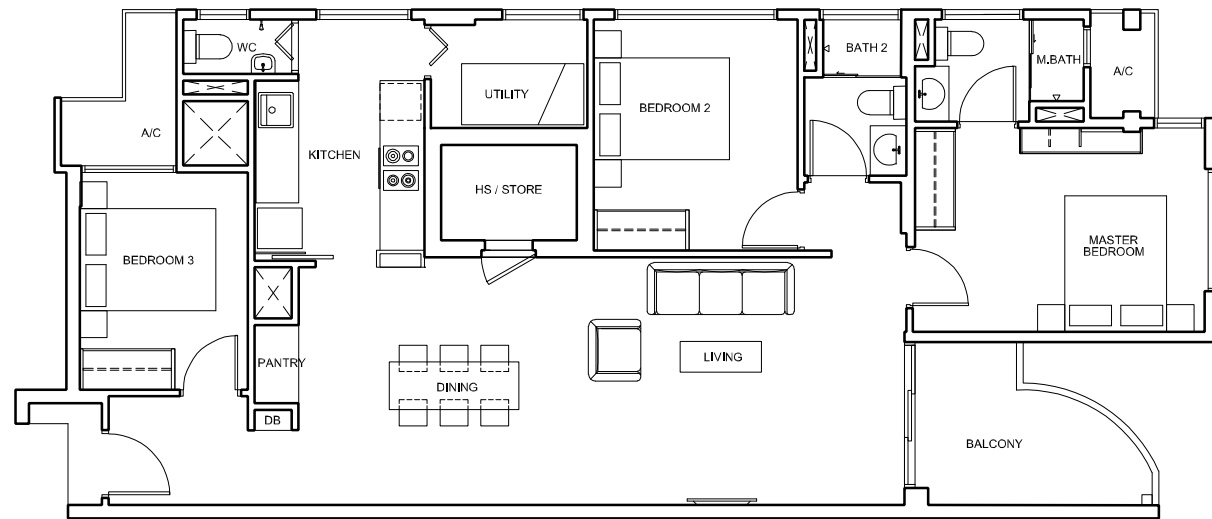 WC
BATH 2
M.BATH
A/C
UTILITY
BEDROOM 2
A/C
KITCHEN
HS / STORE
BEDROOM 3
MASTER
BEDROOM
PANTRY
LIVING
DINING
DB
BALCONY